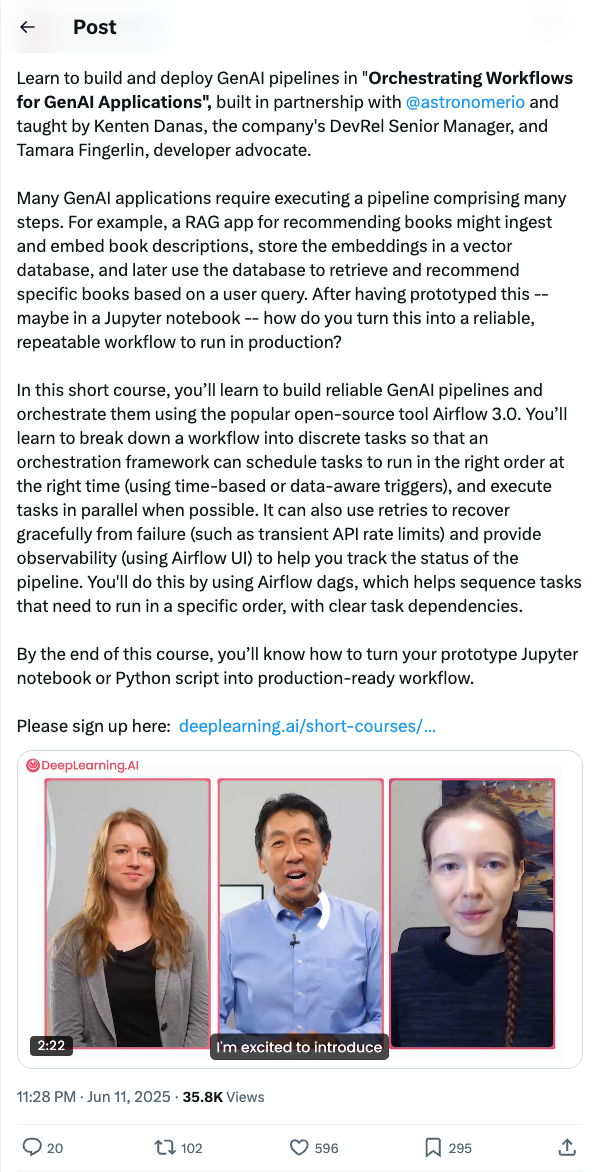 Post
Learn to build and deploy GenAI pipelines in "Orchestrating Workflows
for GenAI Applications", built in partnership with @astronomerio and
taught by Kenten Danas, the company's DevRel Senior Manager, and
Tamara Fingerlin, developer advocate.
Many GenAI applications require executing a pipeline comprising many
steps. For example, a RAG app for recommending books might ingest
and embed book descriptions, store the embeddings in a vector
database, and later use the database to retrieve and recommend
specific books based on a user query. After having prototyped this --
maybe in a Jupyter notebook -- how do you turn this into a reliable,
repeatable workflow to run in production?
In this short course, you’ll learn to build reliable GenAI pipelines and
orchestrate them using the popular open-source tool Airflow 3.0. You’ll
learn to break down a workflow into discrete tasks so that an
orchestration framework can schedule tasks to run in the right order at
the right time (using time-based or data-aware triggers), and execute
tasks in parallel when possible. It can also use retries to recover
gracefully from failure (such as transient API rate limits) and provide
observability (using Airflow UI) to help you track the status of the
pipeline. You'll do this by using Airflow dags, which helps sequence tasks
that need to run in a specific order, with clear task dependencies.
By the end of this course, you’ll know how to turn your prototype Jupyter
notebook or Python script into production-ready workflow.
Please sign up here: deeplearning.ai/short-courses/...
DeepLearning.AI
2:22
I'm excited to introduce
11:28 PM · Jun 11, 2025 · 35.8K Views
20 102 596 295